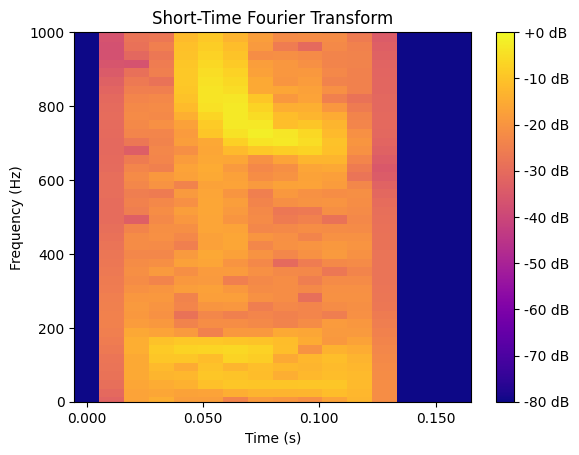 Short-Time Fourier Transform
Frequency (Hz)
1000
800
600
400
200
0
0.000
0.050
0.100
0.150
Time (s)
+0 dB
-10 dB
-20 dB
-30 dB
-40 dB
-50 dB
-60 dB
-70 dB
-80 dB